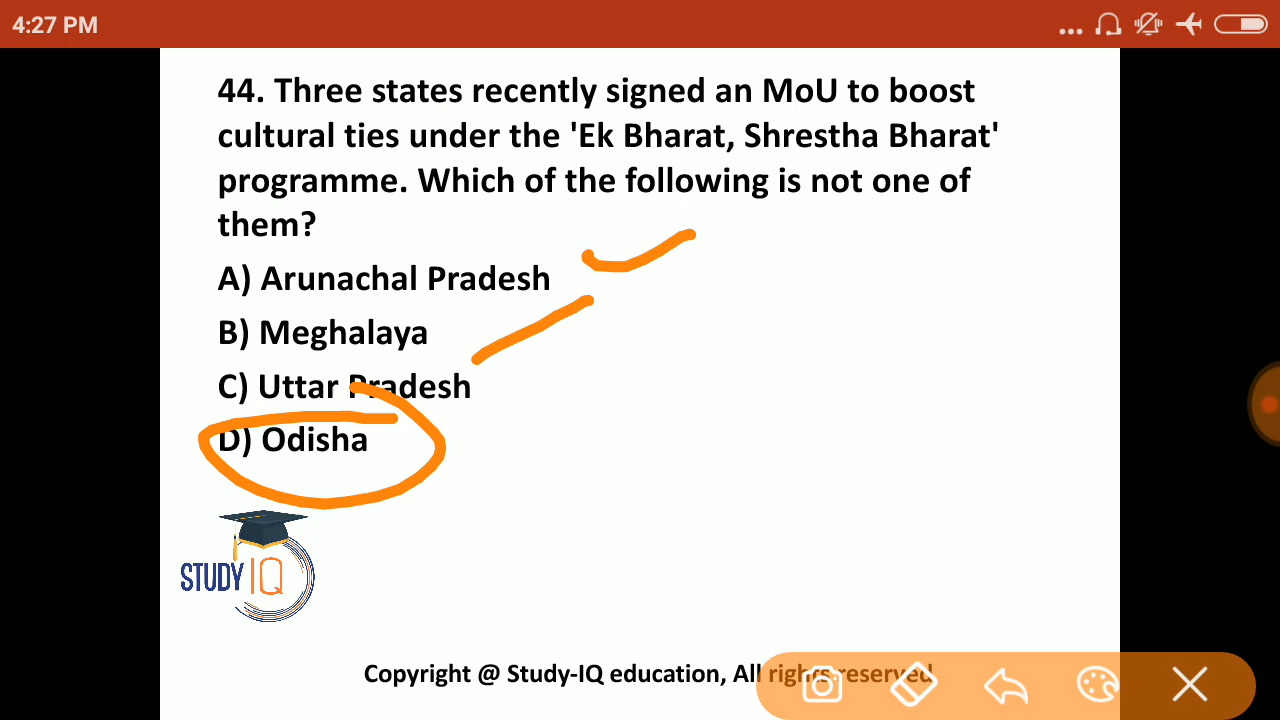 4:27 PM
44. Three states recently signed an MoU to boost
cultural ties under the 'Ek Bharat, Shrestha Bharat'
programme. Which of the following is not one of
them?
A) Arunachal Pradesh
B) Meghalaya
C) Uttar Pradesh
D) Odisha
STUDY IQ
Copyright @ Study-IQ education, All rights reserved